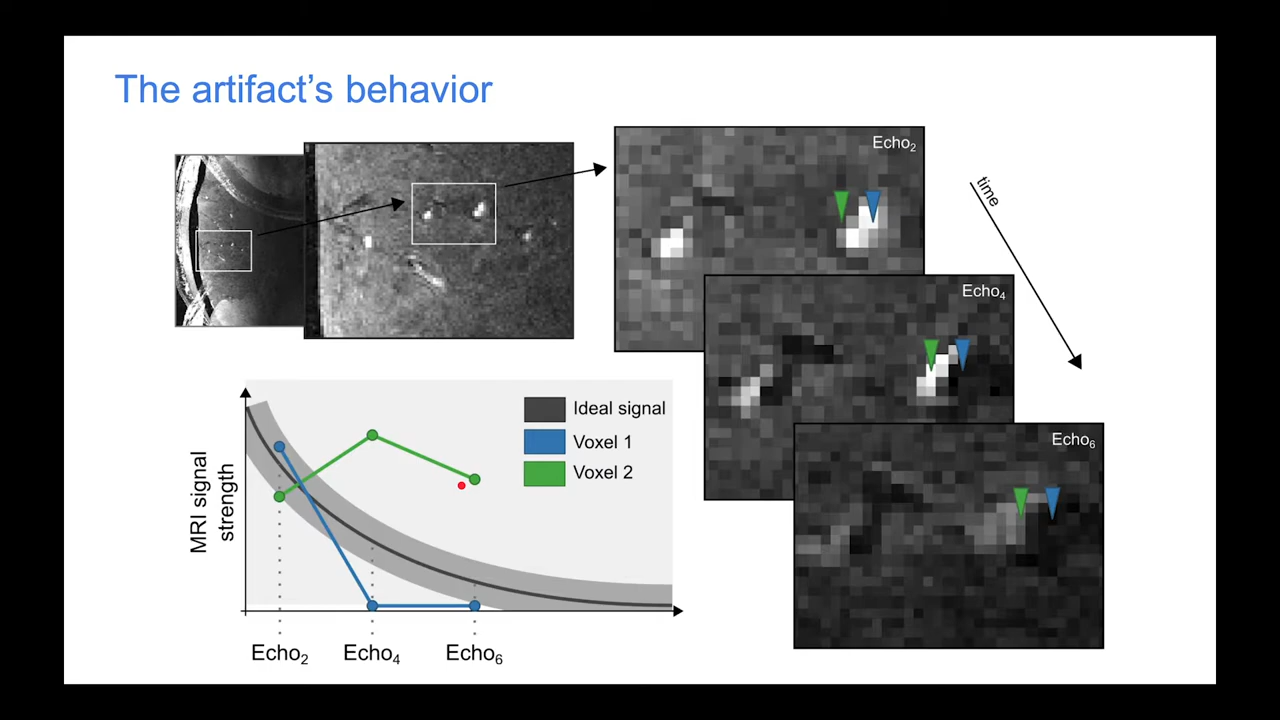 The artifact's behavior
Echo₂
time
Echo₄
Echo₆
MRI signal
strength
Ideal signal
Voxel 1
Voxel 2
Echo₂ Echo₄ Echo₆